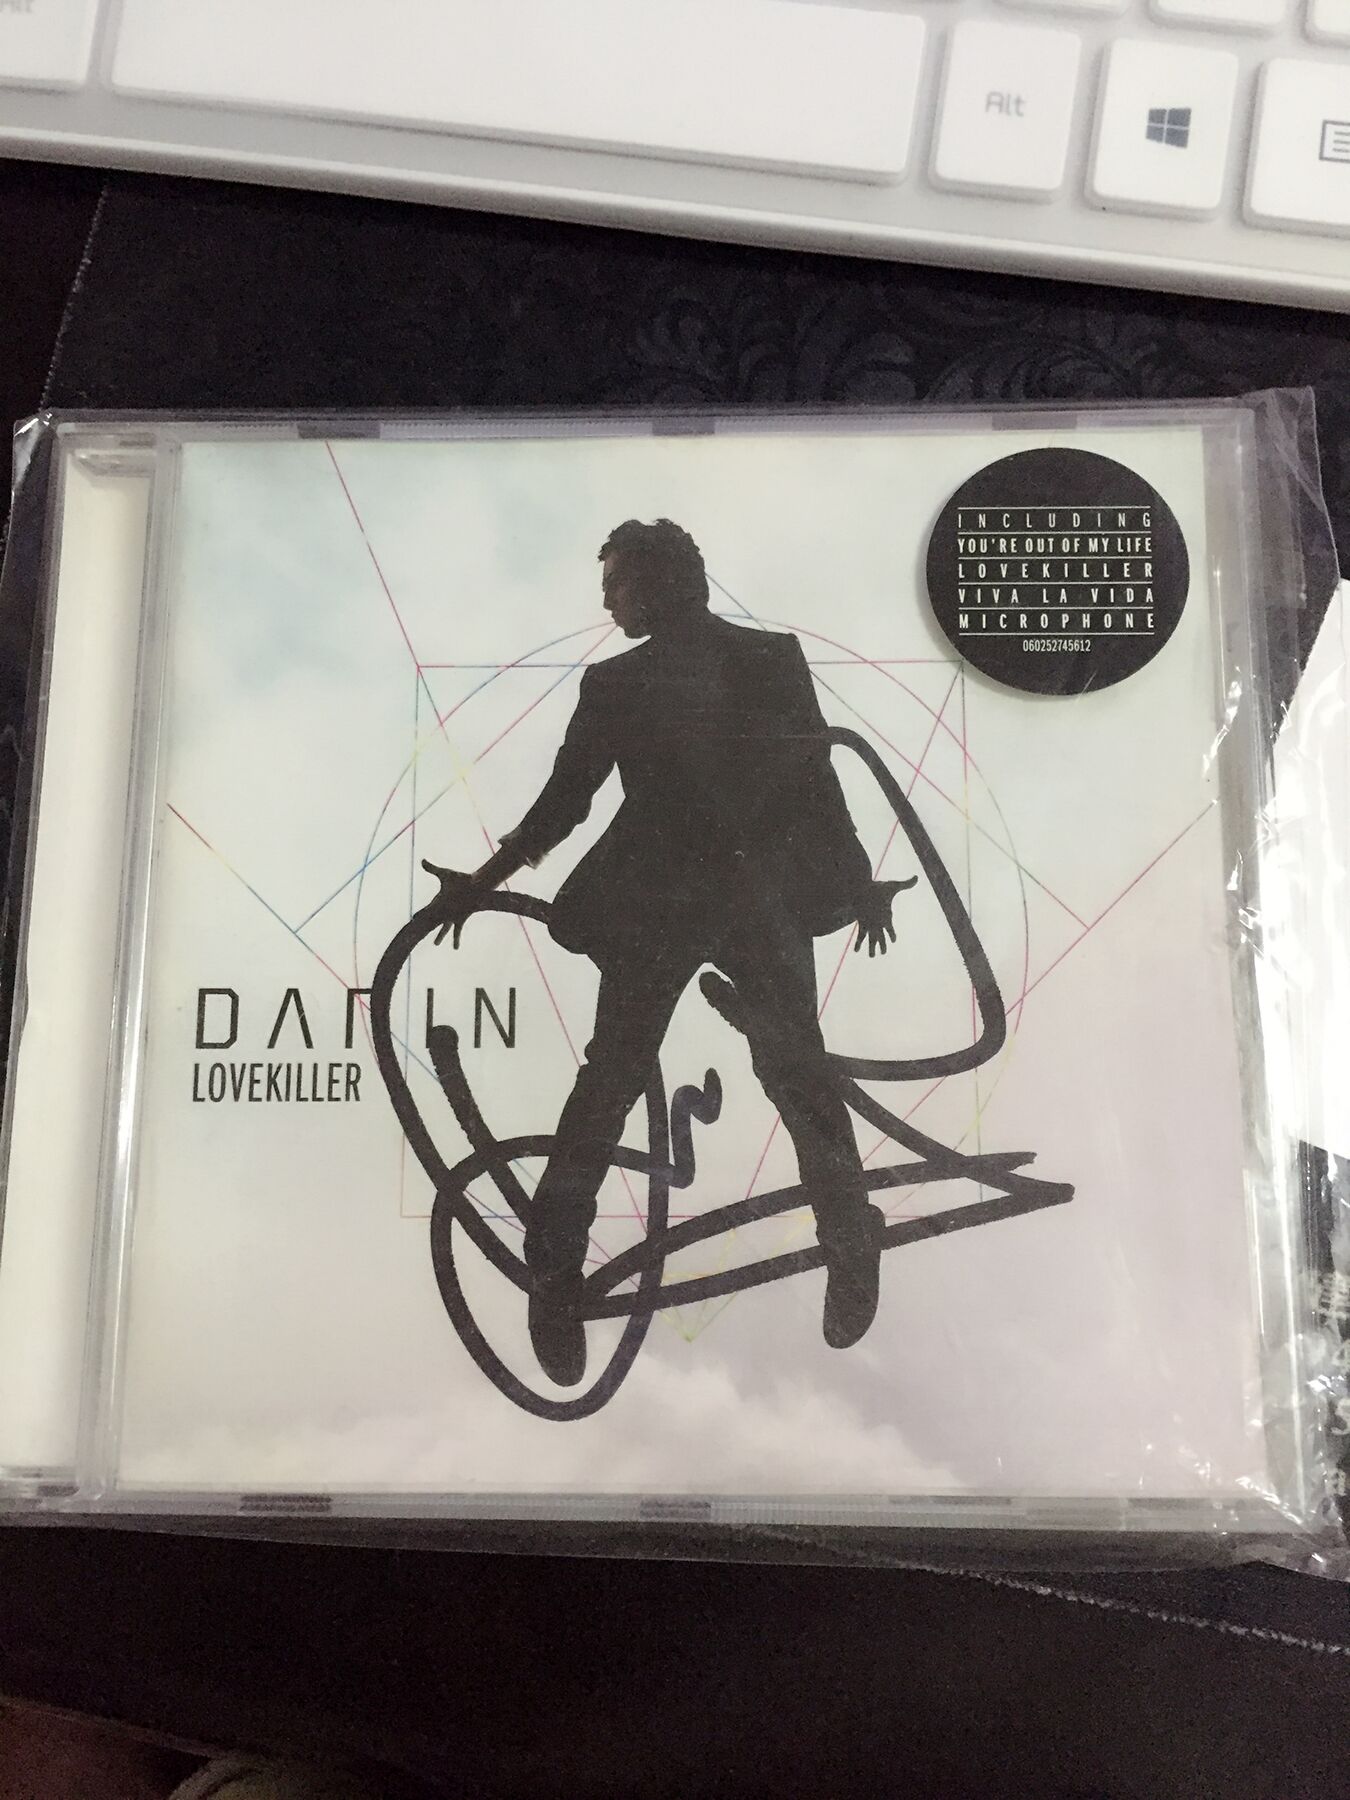 Alt
INCLUDING
YOU'RE OUT OF MY LIFE
LOVEKILLER
VIVA LA VIDA
MICROPHONE
060252745612
DARIN
LOVEKILLER